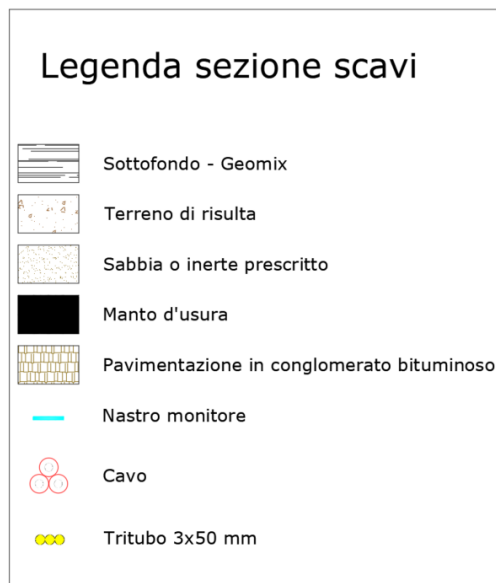 Legenda sezione scavi
Sottofondo - Geomix
Terreno di risulta
Sabbia o inerte prescritto
Manto d'usura
Pavimentazione in conglomerato bituminoso
Nastro monitore
Cavo
Tritubo 3x50 mm